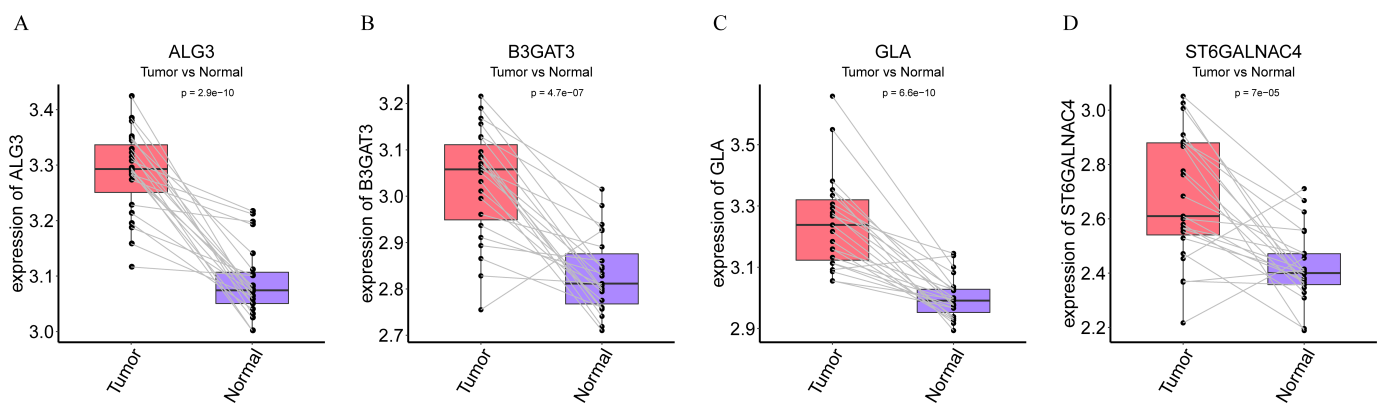 A
ALG3
Tumor vs Normal
p = 2.9e−10
expression of ALG3
3.4
3.3
3.2
3.1
3.0
Tumor
Normal
B
B3GAT3
Tumor vs Normal
p = 4.7e−07
expression of B3GAT3
3.2
3.1
3.0
2.9
2.8
2.7
Tumor
Normal
C
GLA
Tumor vs Normal
p = 6.6e−10
expression of GLA
3.5
3.3
3.1
2.9
Tumor
Normal
D
ST6GALNAC4
Tumor vs Normal
p = 7e−05
expression of ST6GALNAC4
3.0
2.8
2.6
2.4
2.2
Tumor
Normal